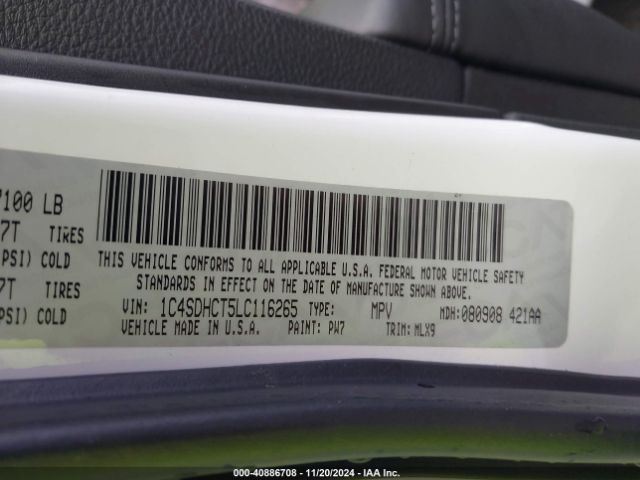 7100 LB
7T TIRES
PSI) COLD
7T TIRES
PSI) COLD
THIS VEHICLE CONFORMS TO ALL APPLICABLE U.S.A. FEDERAL MOTOR VEHICLE SAFETY
STANDARDS IN EFFECT ON THE DATE OF MANUFACTURE SHOWN ABOVE.
VIN: 1C4SDHCT5LC116265 TYPE: MPV MDH:080908 421AA
VEHICLE MADE IN U.S.A. PAINT: PW7 TRIM: MLX9
000-40886708 - 11/20/2024 - IAA Inc.